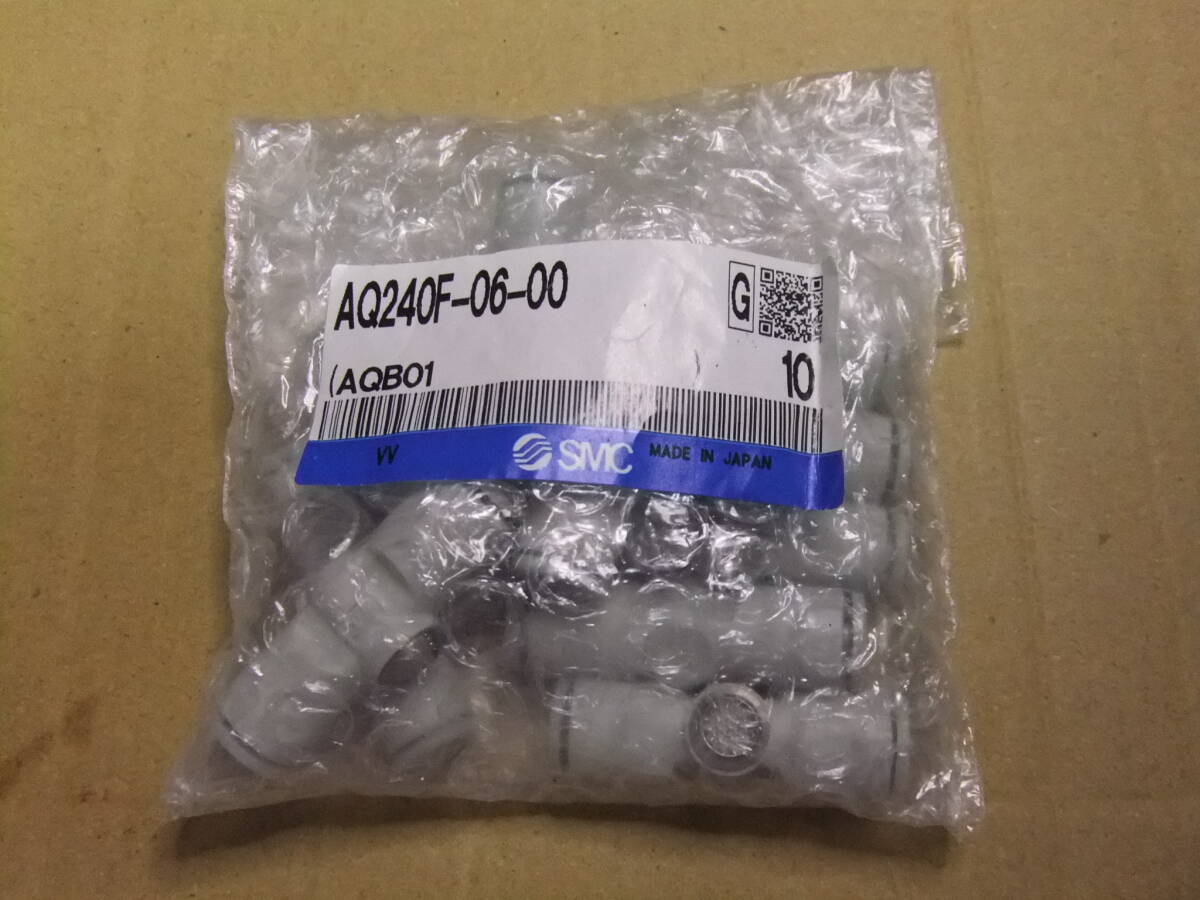 AQ240F-06-00
G
(AQB01
10
VV
SMC MADE IN JAPAN